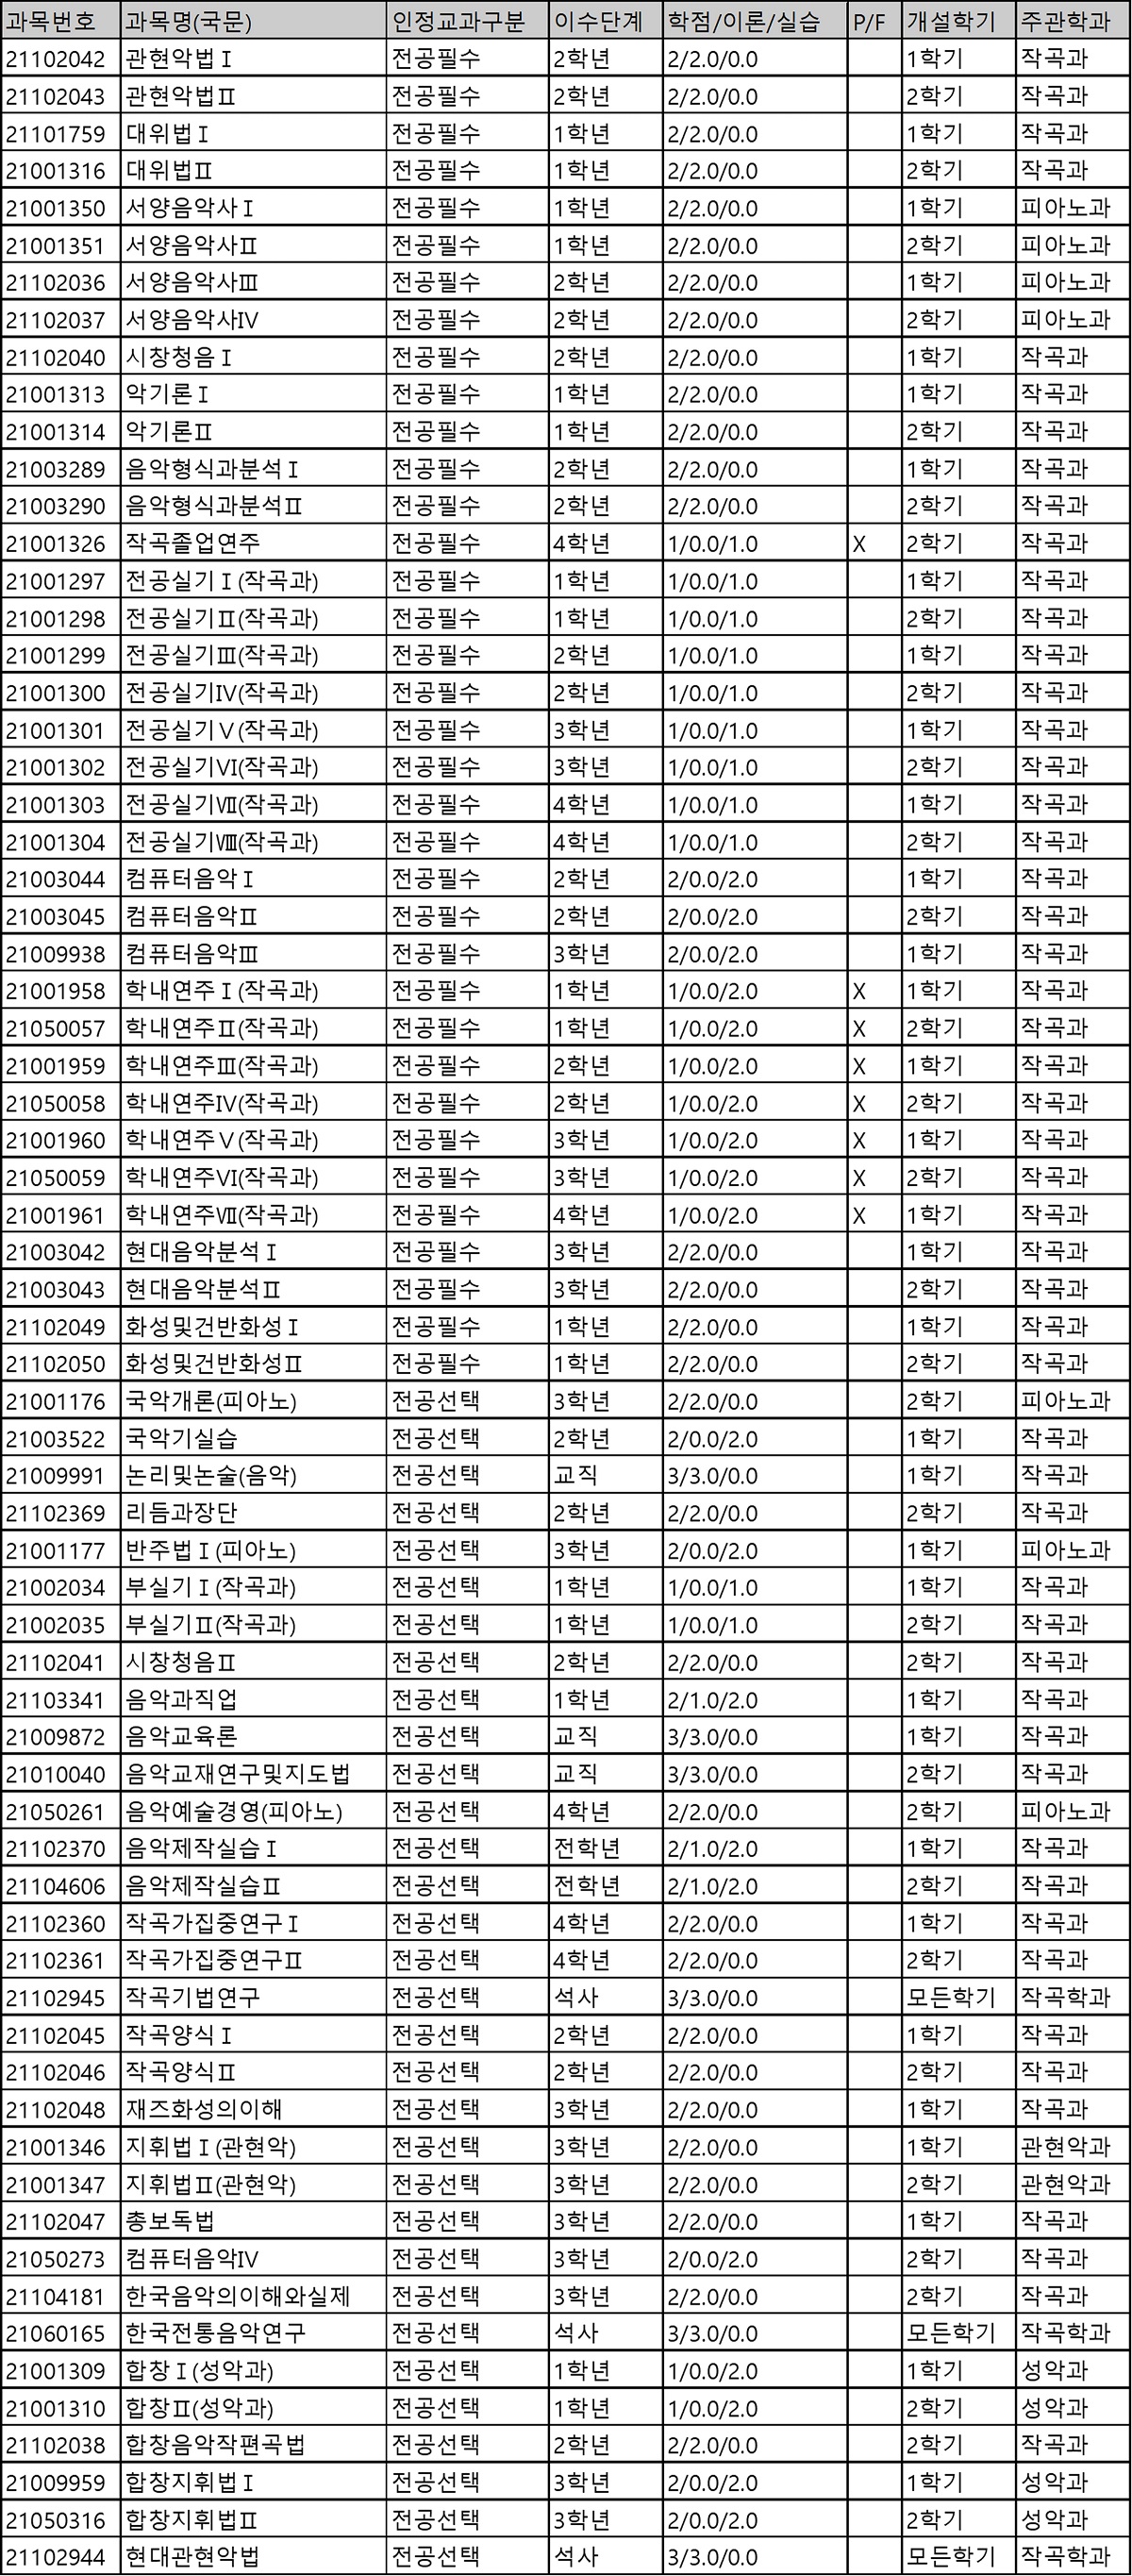 과목번호 과목명(국문) 인정교과구분 이수단계 학점/이론/실습 P/F 개설학기 주관학과
21102042 관현악법Ⅰ 전공필수 2학년 2/2.0/0.0 1학기 작곡과
21102043 관현악법Ⅱ 전공필수 2학년 2/2.0/0.0 2학기 작곡과
21101759 대위법Ⅰ 전공필수 1학년 2/2.0/0.0 1학기 작곡과
21001316 대위법Ⅱ 전공필수 1학년 2/2.0/0.0 2학기 작곡과
21001350 서양음악사Ⅰ 전공필수 1학년 2/2.0/0.0 1학기 피아노과
21001351 서양음악사Ⅱ 전공필수 1학년 2/2.0/0.0 2학기 피아노과
21102036 서양음악사Ⅲ 전공필수 2학년 2/2.0/0.0 1학기 피아노과
21102037 서양음악사Ⅳ 전공필수 2학년 2/2.0/0.0 2학기 피아노과
21102040 시창청음Ⅰ 전공필수 2학년 2/2.0/0.0 1학기 작곡과
21001313 악기론Ⅰ 전공필수 1학년 2/2.0/0.0 1학기 작곡과
21001314 악기론Ⅱ 전공필수 1학년 2/2.0/0.0 2학기 작곡과
21003289 음악형식과분석Ⅰ 전공필수 2학년 2/2.0/0.0 1학기 작곡과
21003290 음악형식과분석Ⅱ 전공필수 2학년 2/2.0/0.0 2학기 작곡과
21001326 작곡졸업연주 전공필수 4학년 1/0.0/1.0 X 2학기 작곡과
21001297 전공실기Ⅰ(작곡과) 전공필수 1학년 1/0.0/1.0 1학기 작곡과
21001298 전공실기Ⅱ(작곡과) 전공필수 1학년 1/0.0/1.0 2학기 작곡과
21001299 전공실기Ⅲ(작곡과) 전공필수 2학년 1/0.0/1.0 1학기 작곡과
21001300 전공실기Ⅳ(작곡과) 전공필수 2학년 1/0.0/1.0 2학기 작곡과
21001301 전공실기Ⅴ(작곡과) 전공필수 3학년 1/0.0/1.0 1학기 작곡과
21001302 전공실기Ⅵ(작곡과) 전공필수 3학년 1/0.0/1.0 2학기 작곡과
21001303 전공실기Ⅶ(작곡과) 전공필수 4학년 1/0.0/1.0 1학기 작곡과
21001304 전공실기Ⅷ(작곡과) 전공필수 4학년 1/0.0/1.0 2학기 작곡과
21003044 컴퓨터음악Ⅰ 전공필수 2학년 2/0.0/2.0 1학기 작곡과
21003045 컴퓨터음악Ⅱ 전공필수 2학년 2/0.0/2.0 2학기 작곡과
21009938 컴퓨터음악Ⅲ 전공필수 3학년 2/0.0/2.0 1학기 작곡과
21001958 학내연주Ⅰ(작곡과) 전공필수 1학년 1/0.0/2.0 X 1학기 작곡과
21050057 학내연주Ⅱ(작곡과) 전공필수 1학년 1/0.0/2.0 X 2학기 작곡과
21001959 학내연주Ⅲ(작곡과) 전공필수 2학년 1/0.0/2.0 X 1학기 작곡과
21050058 학내연주Ⅳ(작곡과) 전공필수 2학년 1/0.0/2.0 X 2학기 작곡과
21001960 학내연주Ⅴ(작곡과) 전공필수 3학년 1/0.0/2.0 X 1학기 작곡과
21050059 학내연주Ⅵ(작곡과) 전공필수 3학년 1/0.0/2.0 X 2학기 작곡과
21001961 학내연주Ⅶ(작곡과) 전공필수 4학년 1/0.0/2.0 X 1학기 작곡과
21003042 현대음악분석Ⅰ 전공필수 3학년 2/2.0/0.0 1학기 작곡과
21003043 현대음악분석Ⅱ 전공필수 3학년 2/2.0/0.0 2학기 작곡과
21102049 화성및건반화성Ⅰ 전공필수 1학년 2/2.0/0.0 1학기 작곡과
21102050 화성및건반화성Ⅱ 전공필수 1학년 2/2.0/0.0 2학기 작곡과
21001176 국악개론(피아노) 전공선택 3학년 2/2.0/0.0 2학기 피아노과
21003522 국악기실습 전공선택 2학년 2/0.0/2.0 1학기 작곡과
21009991 논리및논술(음악) 전공선택 교직 3/3.0/0.0 1학기 작곡과
21102369 리듬과장단 전공선택 2학년 2/2.0/0.0 2학기 작곡과
21001177 반주법Ⅰ(피아노) 전공선택 3학년 2/0.0/2.0 1학기 피아노과
21002034 부실기Ⅰ(작곡과) 전공선택 1학년 1/0.0/1.0 1학기 작곡과
21002035 부실기Ⅱ(작곡과) 전공선택 1학년 1/0.0/1.0 2학기 작곡과
21102041 시창청음Ⅱ 전공선택 2학년 2/2.0/0.0 2학기 작곡과
21103341 음악과직업 전공선택 1학년 2/1.0/2.0 1학기 작곡과
21009872 음악교육론 전공선택 교직 3/3.0/0.0 1학기 작곡과
21010040 음악교재연구및지도법 전공선택 교직 3/3.0/0.0 2학기 작곡과
21050261 음악예술경영(피아노) 전공선택 4학년 2/2.0/0.0 2학기 피아노과
21102370 음악제작실습Ⅰ 전공선택 전학년 2/1.0/2.0 1학기 작곡과
21104606 음악제작실습Ⅱ 전공선택 전학년 2/1.0/2.0 2학기 작곡과
21102360 작곡가집중연구Ⅰ 전공선택 4학년 2/2.0/0.0 1학기 작곡과
21102361 작곡가집중연구Ⅱ 전공선택 4학년 2/2.0/0.0 2학기 작곡과
21102945 작곡기법연구 전공선택 석사 3/3.0/0.0 모든학기 작곡학과
21102045 작곡양식Ⅰ 전공선택 2학년 2/2.0/0.0 1학기 작곡과
21102046 작곡양식Ⅱ 전공선택 2학년 2/2.0/0.0 2학기 작곡과
21102048 재즈화성의이해 전공선택 3학년 2/2.0/0.0 1학기 작곡과
21001346 지휘법Ⅰ(관현악) 전공선택 3학년 2/2.0/0.0 1학기 관현악과
21001347 지휘법Ⅱ(관현악) 전공선택 3학년 2/2.0/0.0 2학기 관현악과
21102047 총보독법 전공선택 3학년 2/2.0/0.0 1학기 작곡과
21050273 컴퓨터음악Ⅳ 전공선택 3학년 2/0.0/2.0 2학기 작곡과
21104181 한국음악의이해와실제 전공선택 3학년 2/2.0/0.0 2학기 작곡과
21060165 한국전통음악연구 전공선택 석사 3/3.0/0.0 모든학기 작곡학과
21001309 합창Ⅰ(성악과) 전공선택 1학년 1/0.0/2.0 1학기 성악과
21001310 합창Ⅱ(성악과) 전공선택 1학년 1/0.0/2.0 2학기 성악과
21102038 합창음악작편곡법 전공선택 2학년 2/2.0/0.0 2학기 작곡과
21009959 합창지휘법Ⅰ 전공선택 3학년 2/0.0/2.0 1학기 성악과
21050316 합창지휘법Ⅱ 전공선택 3학년 2/0.0/2.0 2학기 성악과
21102944 현대관현악법 전공선택 석사 3/3.0/0.0 모든학기 작곡학과